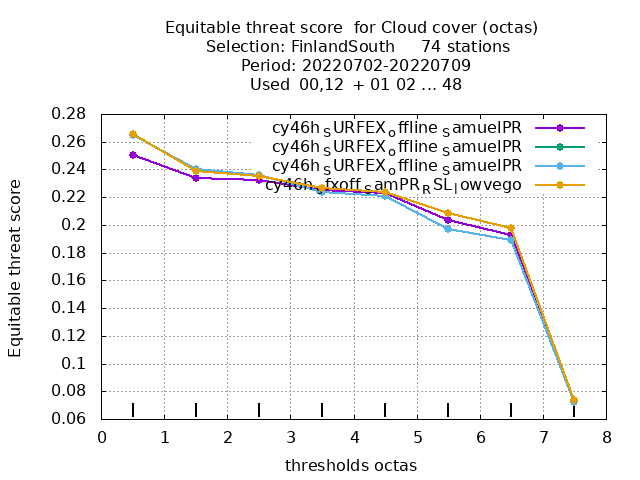 Equitable threat score  for Cloud cover (octas)
Selection: FinlandSouth     74 stations
Period: 20220702-20220709
Used  00,12  + 01 02 ... 48
cy46h_SURFEX_offline_SamuelPR
cy46h_SURFEX_offline_SamuelPR
cy46h_SURFEX_offline_SamuelPR
cy46h_sfxoff_samPR_RSL_lowvego
0.28
0.26
0.24
0.22
0.2
0.18
0.16
0.14
0.12
0.1
0.08
0.06
Equitable threat score
0 1 2 3 4 5 6 7 8
thresholds octas